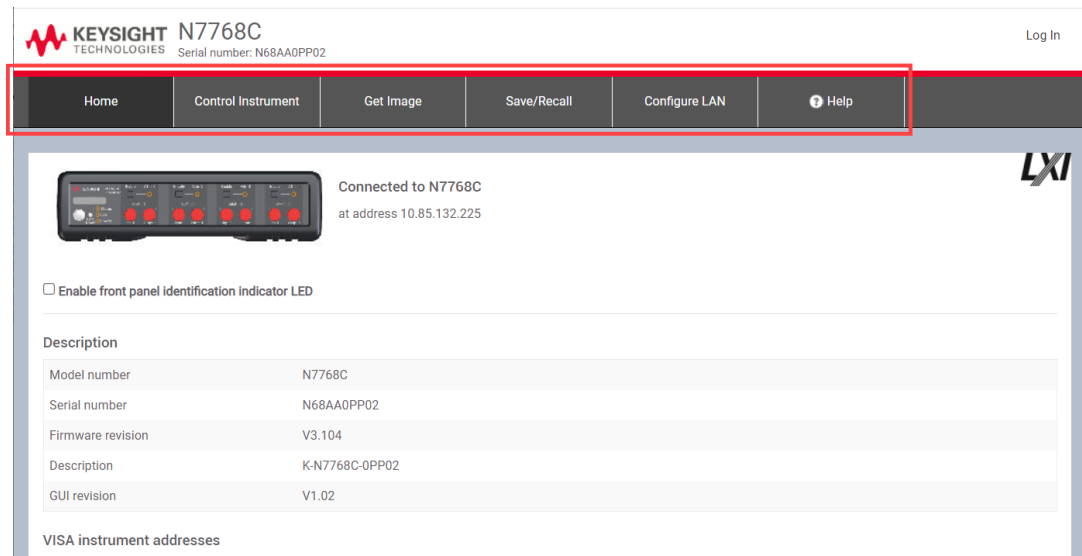 KEYSIGHT
TECHNOLOGIES
N7768C
Serial number: N68AA0PP02
Log In
Home Control Instrument Get Image Save/Recall Configure LAN ? Help
LXI
Connected to N7768C
at address 10.85.132.225
Enable front panel identification indicator LED
Description
Model number N7768C
Serial number N68AA0PP02
Firmware revision V3.104
Description K-N7768C-0PP02
GUI revision V1.02
VISA instrument addresses